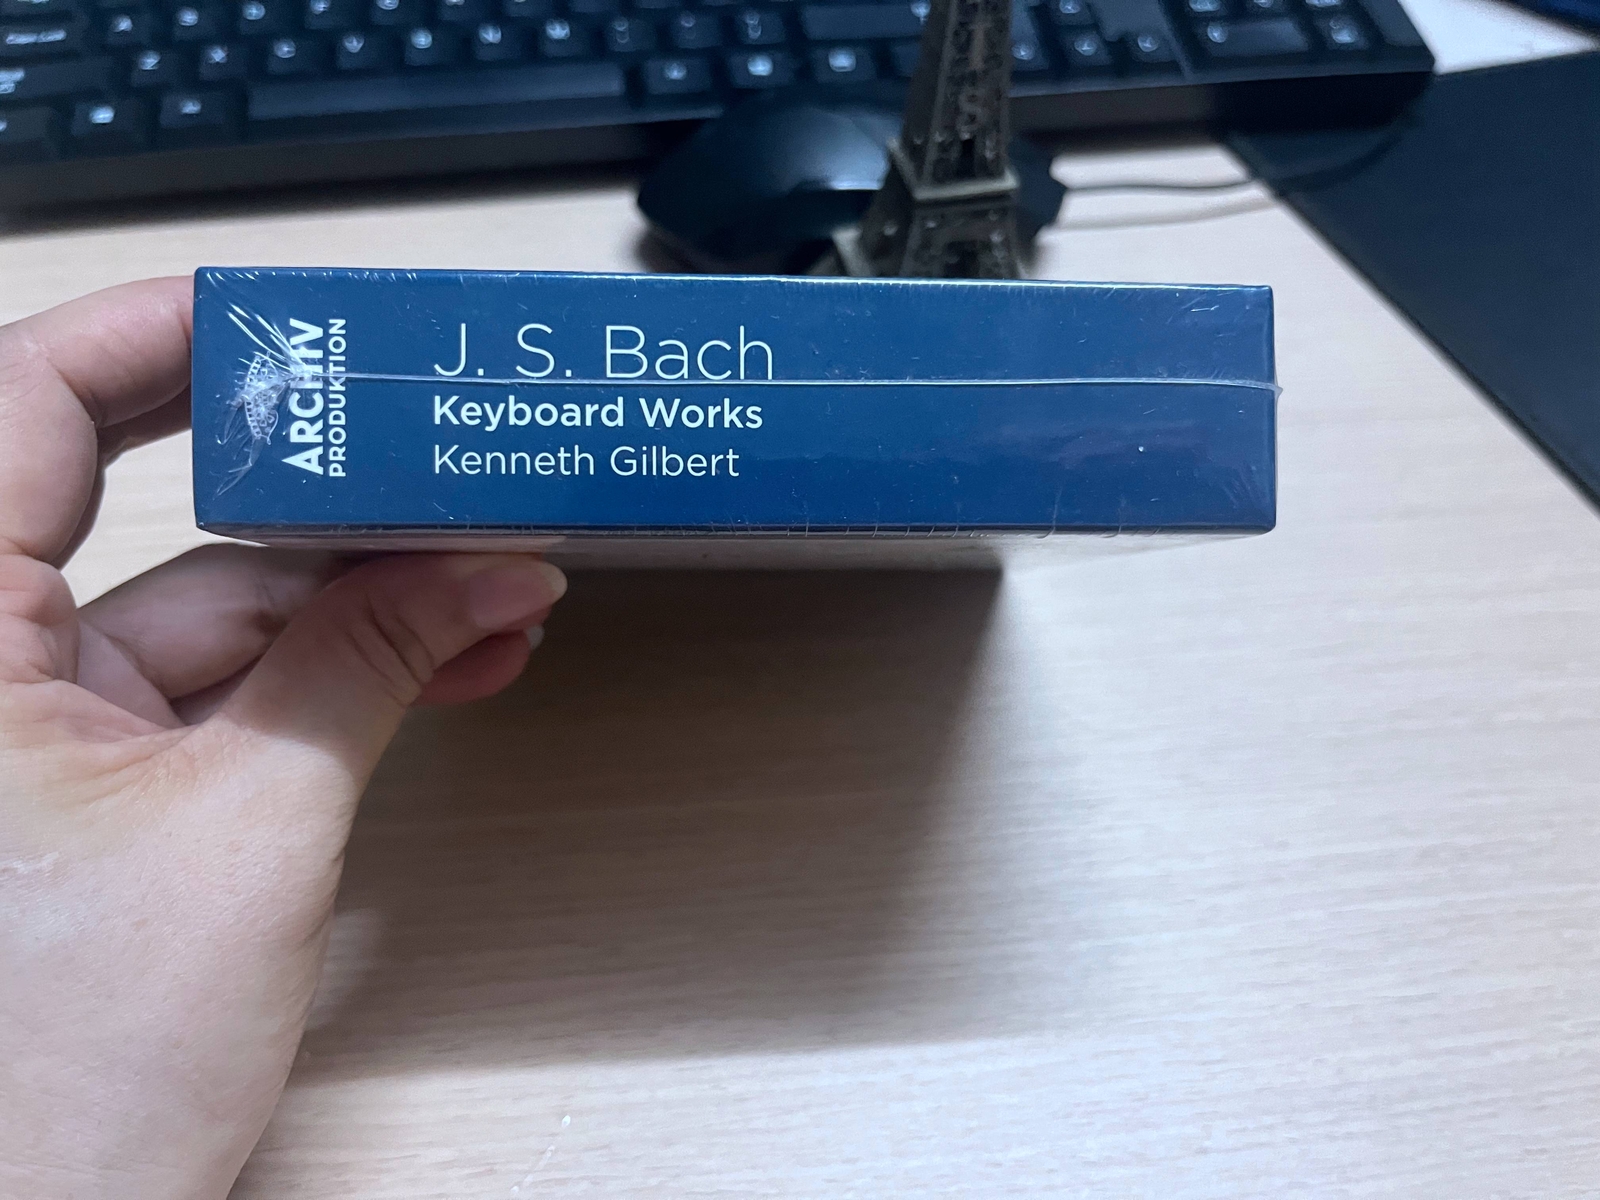 ARCHIV
PRODUKTION
J. S. Bach
Keyboard Works
Kenneth Gilbert